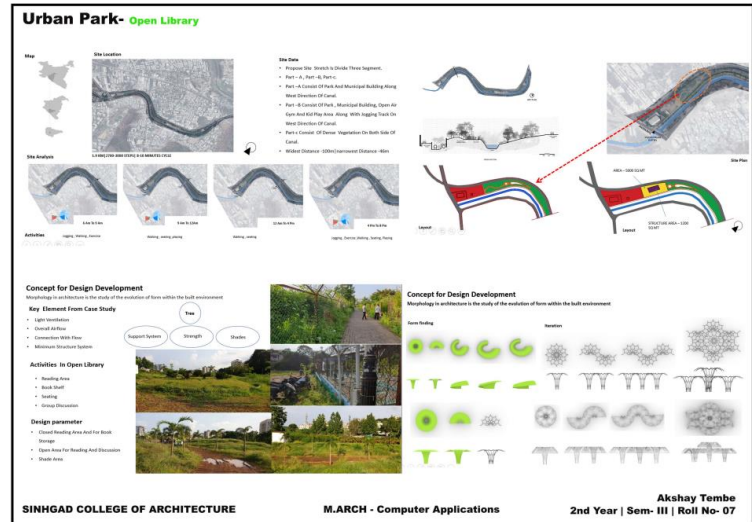 Urban Park- Open Library
Map
Site Location
Site Data
• Propose Site Stretch Is Divide Three Segment.
• Part – A , Part –B, Part-c.
• Part –A Consist Of Park And Municipal Building Along
West Direction Of Canal.
• Part –B Consist Of Park , Municipal Building, Open Air
Gym And Kid Play Area Along With Jogging Track On
West Direction Of Canal.
• Part-c Consist Of Dense Vegetation On Both Side Of
Canal.
• Widest Distance -100m|narrowest Distance -40m
Site Analysis
Activities
Site Plan
Layout
AREA – 5000 SQ.MT
STRUCTURE AREA – 1100
SQ.MT
Layout
Concept for Design Development
Morphology in architecture is the study of the evolution of form within the built environment
Key Element From Case Study
• Light Ventilation
• Overall Airflow
• Connection With Flow
• Minimum Structure System
Tree
Support System
Strength
Shades
Activities In Open Library
• Reading Area
• Book Shelf
• Seating
• Group Discussion
Design parameter
• Closed Reading Area And For Book
Storage
• Open Area For Reading And Discussion
• Shade Area
Concept for Design Development
Morphology in architecture is the study of the evolution of form within the built environment
Form finding
Iteration
SINHGAD COLLEGE OF ARCHITECTURE
M.ARCH - Computer Applications
Akshay Tembe
2nd Year | Sem- III | Roll No- 07